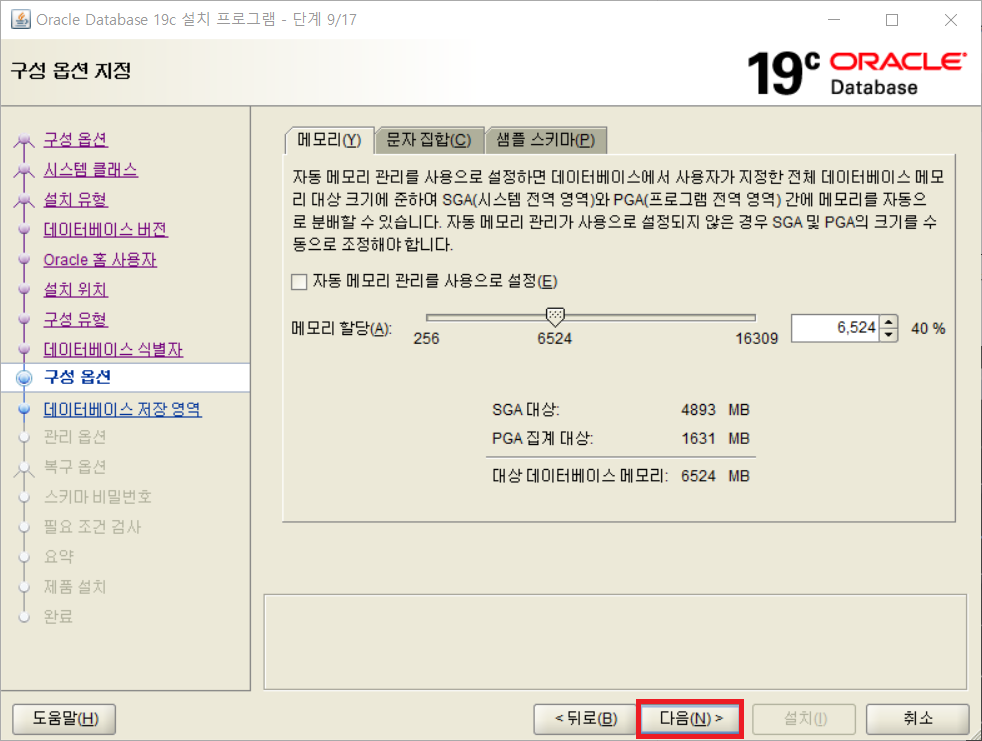 Oracle Database 19c 설치 프로그램 - 단계 9/17
구성 옵션 지정
19c ORACLE
Database
구성 옵션
시스템 클래스
설치 유형
데이터베이스 버전
Oracle 홈 사용자
설치 위치
구성 유형
데이터베이스 식별자
구성 옵션
데이터베이스 저장 영역
관리 옵션
복구 옵션
스키마 비밀번호
필요 조건 검사
요약
제품 설치
완료
메모리(Y) 문자 집합(C) 샘플 스키마(P)
자동 메모리 관리를 사용으로 설정하면 데이터베이스에서 사용자가 지정한 전체 데이터베이스 메모
리 대상 크기에 준하여 SGA(시스템 전역 영역)와 PGA(프로그램 전역 영역) 간에 메모리를 자동으
로 분배할 수 있습니다. 자동 메모리 관리가 사용으로 설정되지 않은 경우 SGA 및 PGA의 크기를 수
동으로 조정해야 합니다.
자동 메모리 관리를 사용으로 설정(E)
메모리 할당(A): 6,524 40 %
256 6524 16309
SGA 대상: 4893 MB
PGA 집계 대상: 1631 MB
대상 데이터베이스 메모리: 6524 MB
도움말(H) < 뒤로(B) 다음(N) > 설치(I) 취소